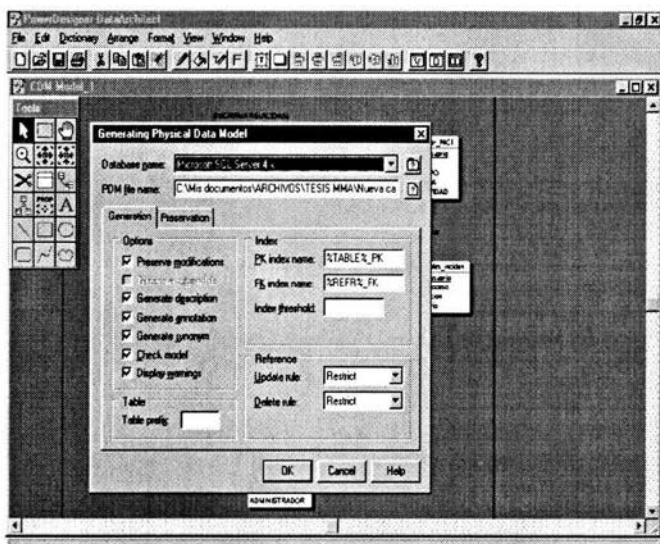 PowerDesigner DataArchitect
File Edit Dictionary Arrange Format View Window Help
CDM Model_1
Tools
PROP
A
Generating Physical Data Model
Database name: Microsoft SQL Server 4.x
PDM file name: C:\Mis documentos\ARCHIVOS\TESIS MMA\Nueva ca
Generation Preservation
Options
Preserve modifications
Generate description
Generate annotation
Generate synonym
Check model
Display warnings
Table
Table prefix:
Index
PK index name: %TABLE%_PK
FK index name: %REFR%_FK
Index threshold:
Reference
Update rule: Restrict
Delete rule: Restrict
OK Cancel Help
ADMINISTRADOR